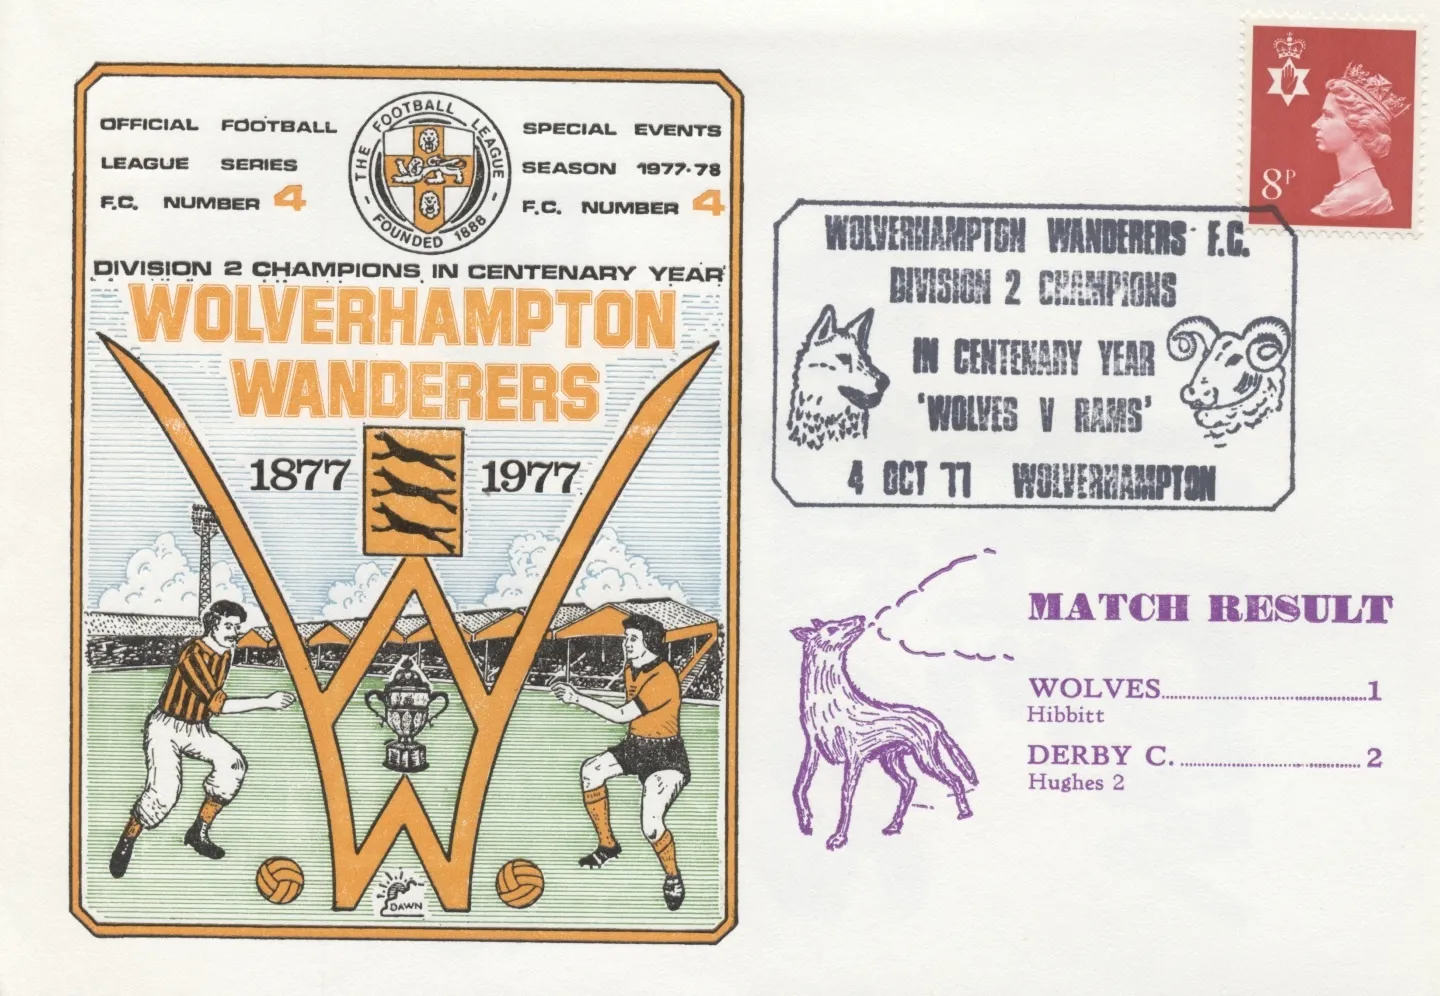 OFFICIAL FOOTBALL
LEAGUE SERIES
F.C. NUMBER 4
THE FOOTBALL LEAGUE
- FOUNDED 1888 -
SPECIAL EVENTS
SEASON 1977-78
F.C. NUMBER 4
DIVISION 2 CHAMPIONS IN CENTENARY YEAR
WOLVERHAMPTON
WANDERERS
1877 1977
DAWN
8P
WOLVERHAMPTON WANDERERS F.C.
DIVISION 2 CHAMPIONS
IN CENTENARY YEAR
'WOLVES V RAMS'
4 OCT 77 WOLVERHAMPTON
MATCH RESULT
WOLVES 1
Hibbitt
DERBY C. 2
Hughes 2